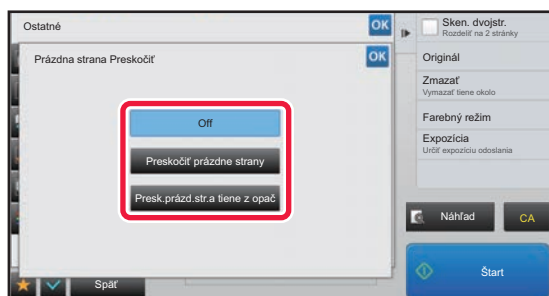 Ostatné
OK
Prázdna strana Preskočiť
OK
Off
Preskočiť prázdne strany
Presk.prázd.str.a tiene z opač
Späť
Sken. dvojstr.
Rozdeliť na 2 stránky
Originál
Zmazať
Vymazať tiene okolo
Farebný režim
Expozícia
Určiť expozíciu odoslania
Náhľad
CA
Štart